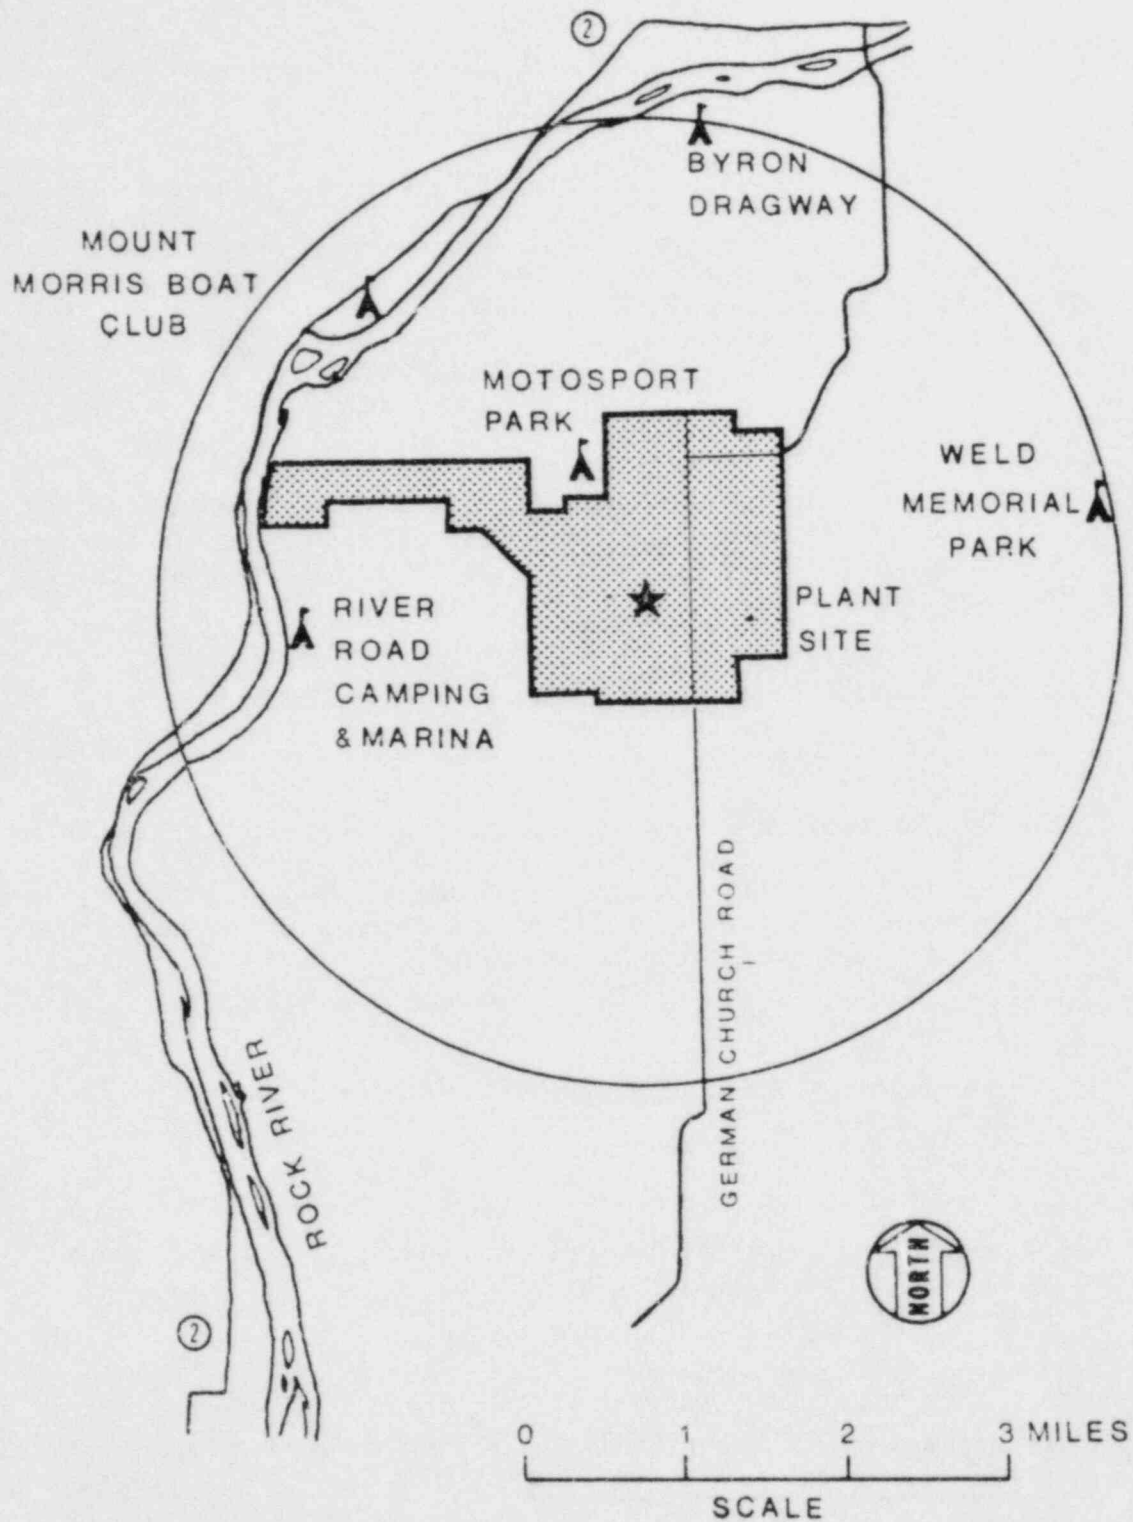 2
BYRON
DRAGWAY
MOUNT
MORRIS BOAT
CLUB
MOTOSPORT
PARK
WELD
MEMORIAL
PARK
RIVER
ROAD
CAMPING
& MARINA
PLANT
SITE
GERMAN CHURCH ROAD
ROCK RIVER
NORTH
2
0 1 2 3 MILES
SCALE